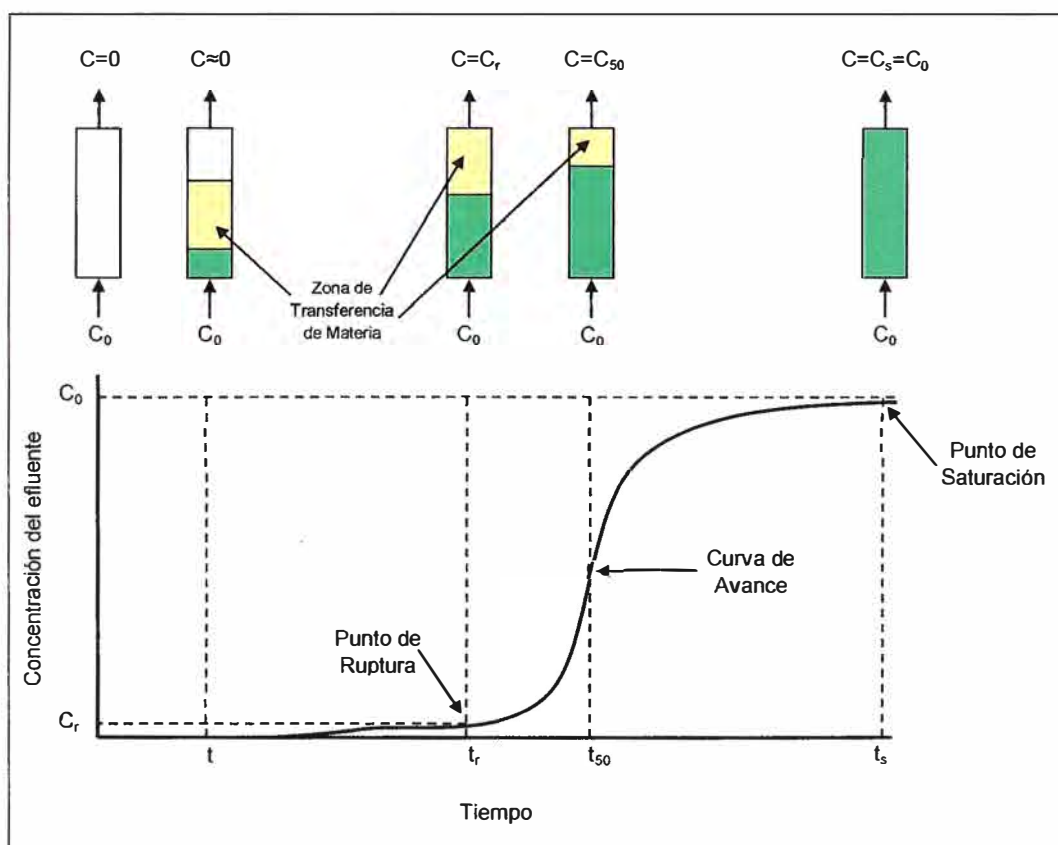 C=0
C≈0
C=Cᵣ
C=C₅₀
C=Cₛ=C₀
Zona de
Transferencia
de Materia
C₀
C₀
C₀
C₀
C₀
C₀
Concentración del efluente
Punto de
Saturación
Curva de
Avance
Punto de
Ruptura
Cᵣ
t
tᵣ
t₅₀
tₛ
Tiempo